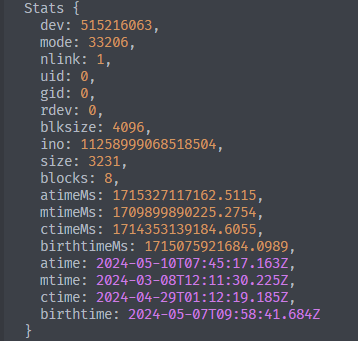 Stats {
dev: 515216063,
mode: 33206,
nlink: 1,
uid: 0,
gid: 0,
rdev: 0,
blksize: 4096,
ino: 11258999068518504,
size: 3231,
blocks: 8,
atimeMs: 1715327117162.5115,
mtimeMs: 1709899890225.2754,
ctimeMs: 1714353139184.6055,
birthtimeMs: 1715075921684.0989,
atime: 2024-05-10T07:45:17.163Z,
mtime: 2024-03-08T12:11:30.225Z,
ctime: 2024-04-29T01:12:19.185Z,
birthtime: 2024-05-07T09:58:41.684Z
}